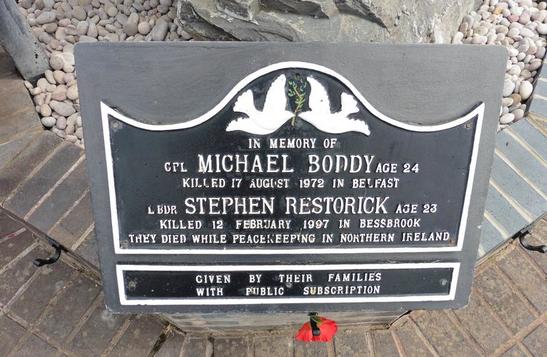 IN MEMORY OF
CPL MICHAEL BODDY AGE 24
KILLED 17 AUGUST 1972 IN BELFAST
L/BDR STEPHEN RESTORICK AGE 23
KILLED 12 FEBRUARY 1997 IN BESSBROOK
THEY DIED WHILE PEACEKEEPING IN NORTHERN IRELAND
GIVEN BY THEIR FAMILIES
WITH PUBLIC SUBSCRIPTION